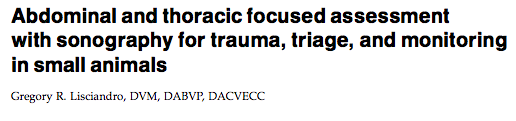 Abdominal and thoracic focused assessment
with sonography for trauma, triage, and monitoring
in small animals
Gregory R. Lisciandro, DVM, DABVP, DACVECC